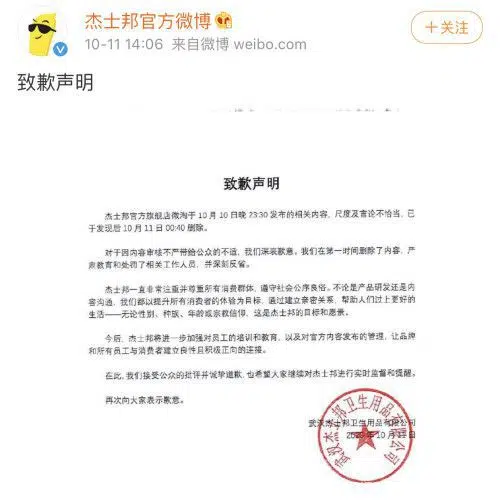 杰士邦官方微博
10-11 14:06 来自微博 weibo.com
+关注
致歉声明
致歉声明
杰士邦官方旗舰店微淘于 10 月 10 日晚 23:30 发布的相关内容，尺度及言论不恰当，已
于发现后 10 月 11 日 00:40 删除。
对于因内容审核不严带给公众的不适，我们深表歉意。我们在第一时间删除了内容，严
肃教育和处罚了相关工作人员，并深刻反省。
杰士邦一直非常注重并尊重所有消费群体，遵守社会公序良俗。不论是产品研发还是内
容沟通，我们都以提升所有消费者的体验为目标，通过建立亲密关系，帮助人们过上更好的
生活——无论性别、种族、年龄或宗教信仰，这是杰士邦的目标和愿景。
今后，杰士邦将进一步加强对员工的培训和教育，以及对官方内容发布的管理，让品牌
和所有员工与消费者建立良性且积极正向的连接。
在此，我们接受公众的批评并诚挚道歉，也希望大家继续对杰士邦进行实时监督和提醒。
再次向大家表示歉意。
武汉杰士邦卫生用品有限公司
年 10 月 日
武汉杰士邦卫生用品有限公司